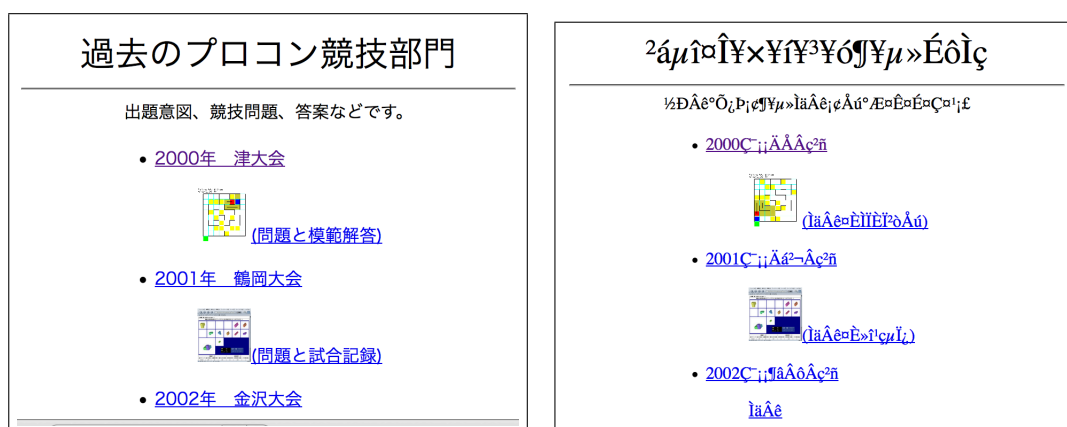 過去のプロコン競技部門
出題意図、競技問題、答案などです。
2000年　津大会
(問題と模範解答)
2001年　鶴岡大会
(問題と試合記録)
2002年　金沢大会
²áµî¤Î¥×¥í¥³¥ó¶¥µ»ÉôÌç
½ÐÂê°Õ¿Þ¡¢¶¥µ»ÌäÂê¡¢Åú°Æ¤Ê¤É¤Ç¤¹¡£
2000Ç¯¡¡ÄÅÂç²ñ
(ÌäÂê¤ÈÌÏÈÏ²òÅú)
2001Ç¯¡¡Äá²¬Âç²ñ
(ÌäÂê¤È»î¹çµÏ¿)
2002Ç¯¡¡¶âÂôÂç²ñ
ÌäÂê